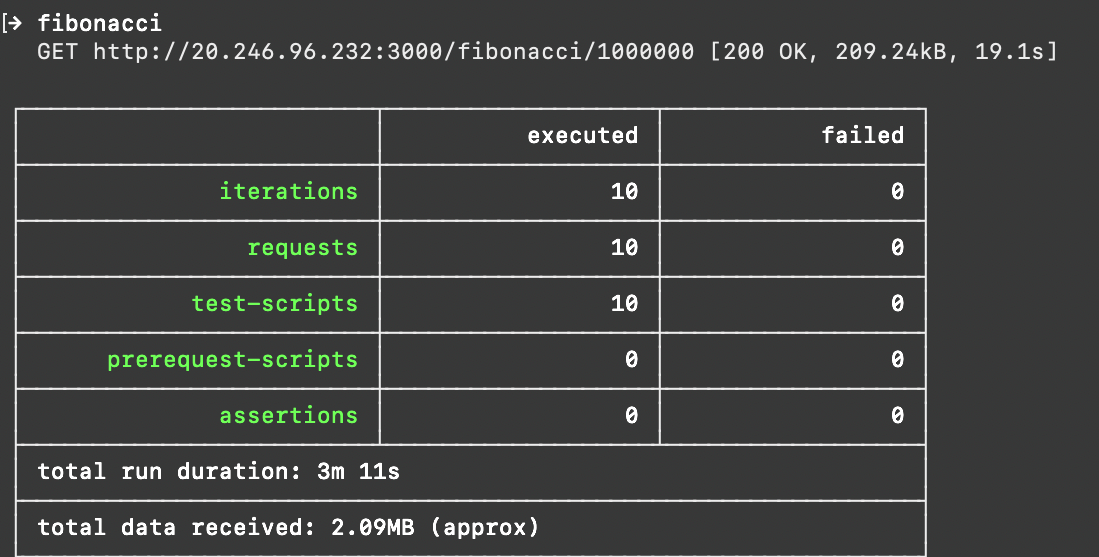 [→ fibonacci
GET http://20.246.96.232:3000/fibonacci/1000000 [200 OK, 209.24kB, 19.1s]
executed failed
iterations 10 0
requests 10 0
test-scripts 10 0
prerequest-scripts 0 0
assertions 0 0
total run duration: 3m 11s
total data received: 2.09MB (approx)